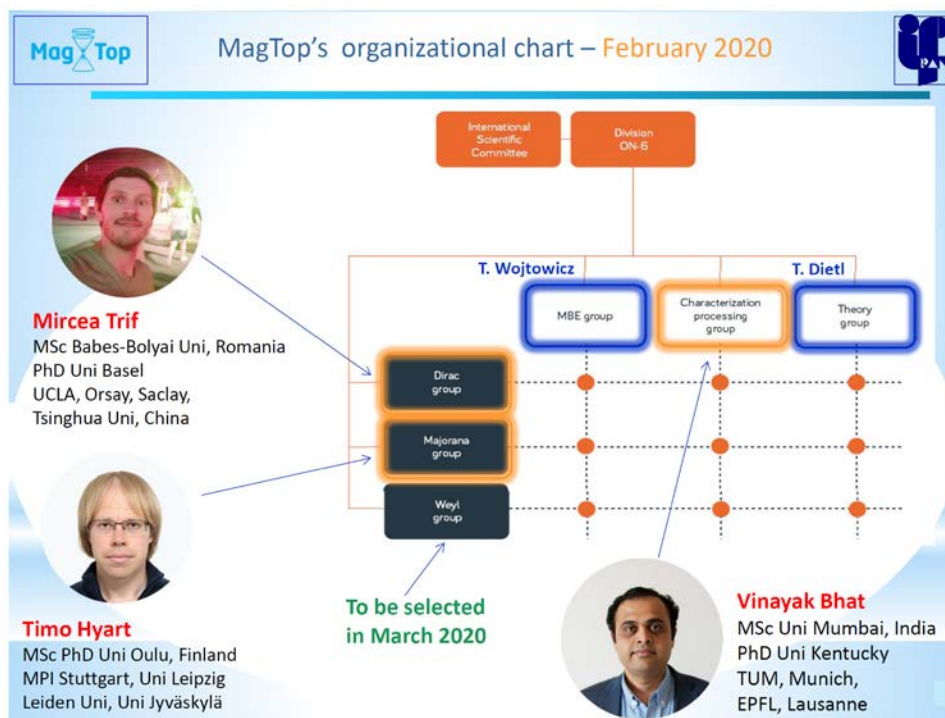 Mag Top
MagTop's organizational chart – February 2020
PAN
International
Scientific
Committee
Division
ON-6
T. Wojtowicz
T. Dietl
MBE group
Characterization
processing
group
Theory
group
Mircea Trif
MSc Babes-Bolyai Uni, Romania
PhD Uni Basel
UCLA, Orsay, Saclay,
Tsinghua Uni, China
Dirac
group
Majorana
group
Weyl
group
To be selected
in March 2020
Timo Hyart
MSc PhD Uni Oulu, Finland
MPI Stuttgart, Uni Leipzig
Leiden Uni, Uni Jyväskylä
Vinayak Bhat
MSc Uni Mumbai, India
PhD Uni Kentucky
TUM, Munich,
EPFL, Lausanne